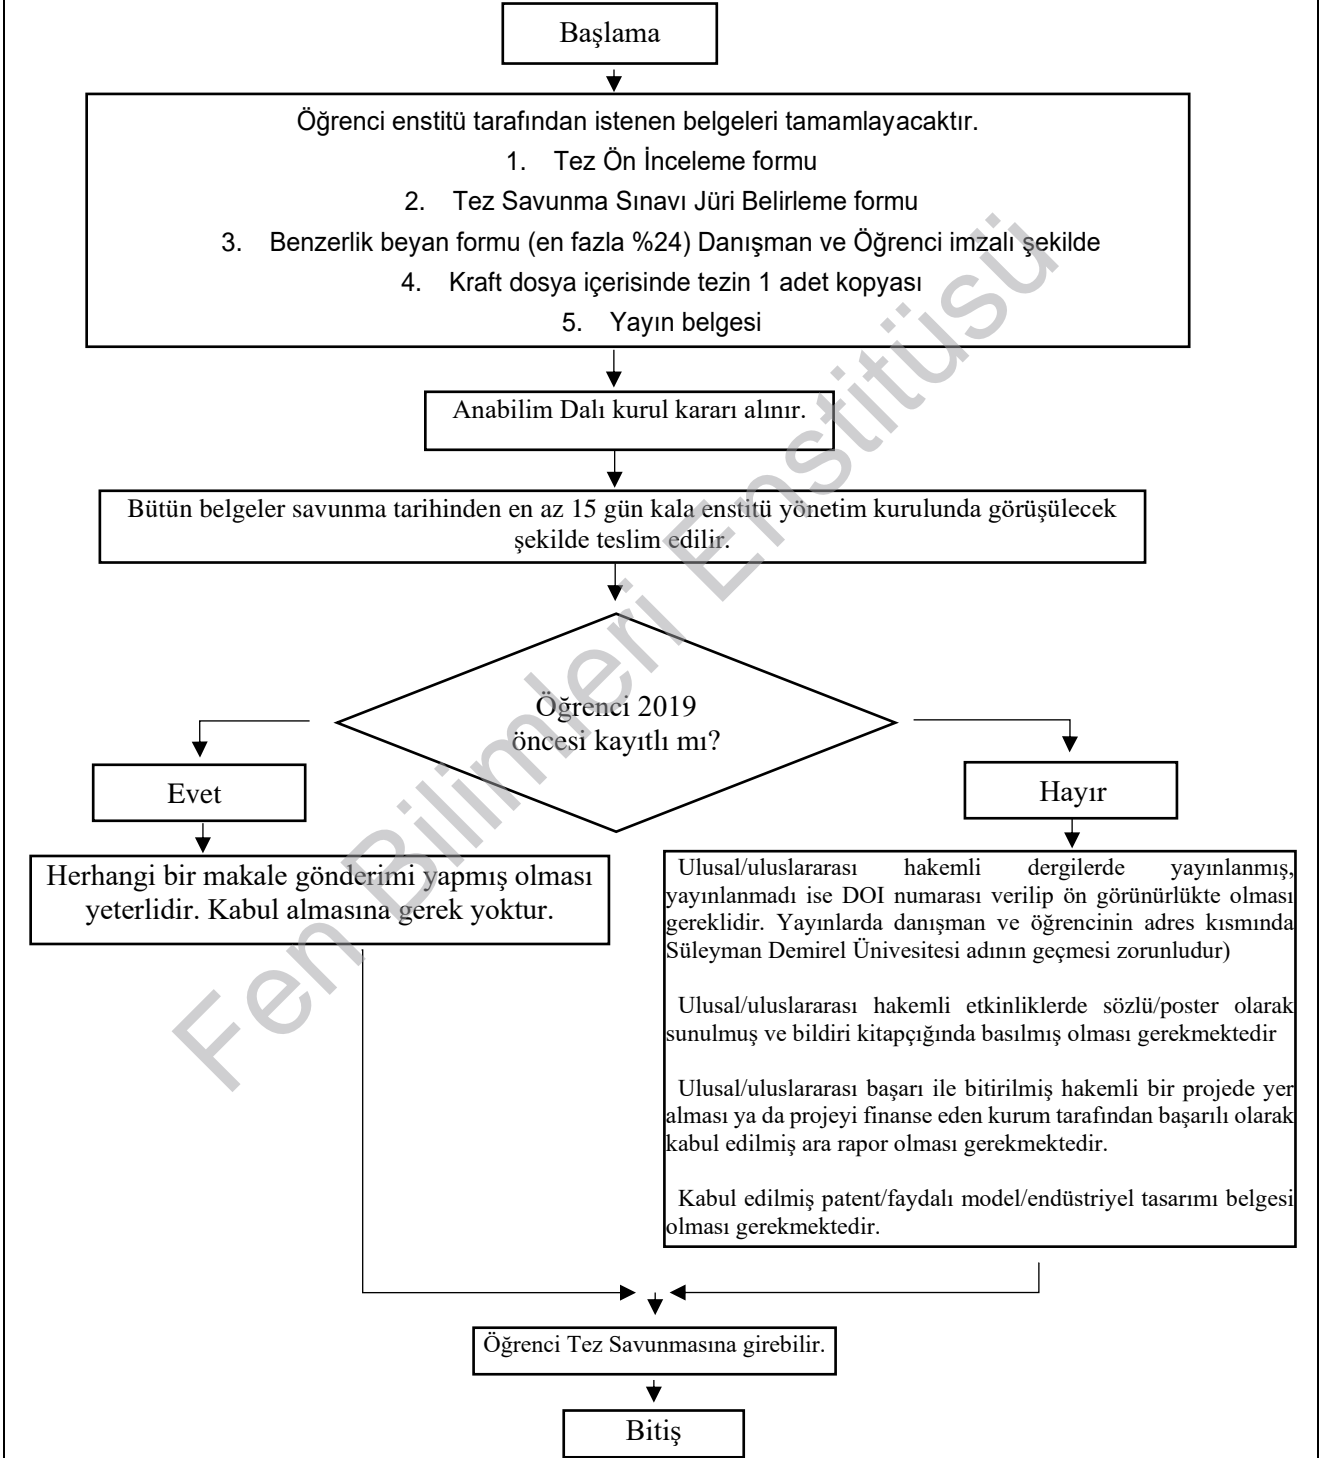 Başlama
Öğrenci enstitü tarafından istenen belgeleri tamamlayacaktır.
1. Tez Ön İnceleme formu
2. Tez Savunma Sınavı Jüri Belirleme formu
3. Benzerlik beyan formu (en fazla %24) Danışman ve Öğrenci imzalı şekilde
4. Kraft dosya içerisinde tezin 1 adet kopyası
5. Yayın belgesi
Anabilim Dalı kurul kararı alınır.
Bütün belgeler savunma tarihinden en az 15 gün kala enstitü yönetim kurulunda görüşülecek
şekilde teslim edilir.
Öğrenci 2019
öncesi kayıtlı mı?
Evet
Hayır
Herhangi bir makale gönderimi yapmış olması
yeterlidir. Kabul almasına gerek yoktur.
Ulusal/uluslararası hakemli dergilerde yayınlanmış,
yayınlanmadı ise DOI numarası verilip ön görünürlükte olması
gereklidir. Yayınlarda danışman ve öğrencinin adres kısmında
Süleyman Demirel Ünivesitesi adının geçmesi zorunludur)
Ulusal/uluslararası hakemli etkinliklerde sözlü/poster olarak
sunulmuş ve bildiri kitapçığında basılmış olması gerekmektedir
Ulusal/uluslararası başarı ile bitirilmiş hakemli bir projede yer
alması ya da projeyi finanse eden kurum tarafından başarılı olarak
kabul edilmiş ara rapor olması gerekmektedir.
Kabul edilmiş patent/faydalı model/endüstriyel tasarımı belgesi
olması gerekmektedir.
Öğrenci Tez Savunmasına girebilir.
Bitiş
Fen Bilimleri Enstitüsü